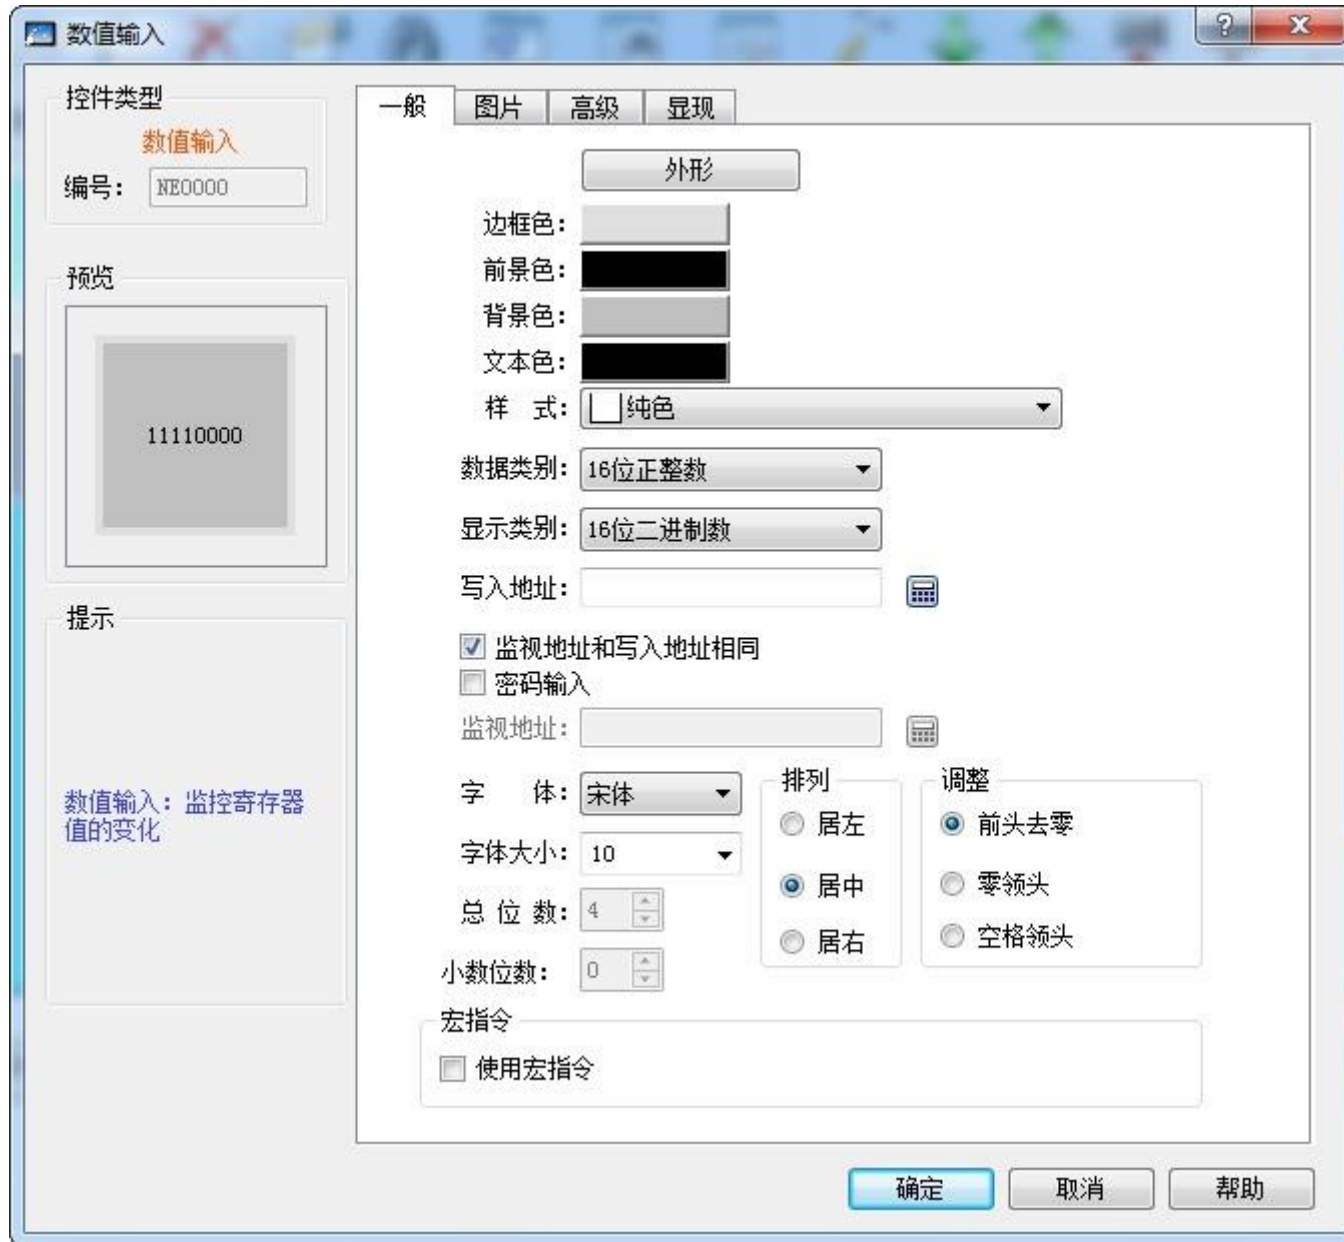 数值输入
?
X
控件类型
数值输入
编号: NE0000
预览
11110000
提示
数值输入: 监控寄存器
值的变化
一般 图片 高级 显现
外形
边框色:
前景色:
背景色:
文本色:
样 式: 纯色
数据类别: 16位正整数
显示类别: 16位二进制数
写入地址:
监视地址和写入地址相同
密码输入
监视地址:
字 体: 宋体
字体大小: 10
总 位 数: 4
小数位数: 0
排列
居左
居中
居右
调整
前头去零
零领头
空格领头
宏指令
使用宏指令
确定 取消 帮助